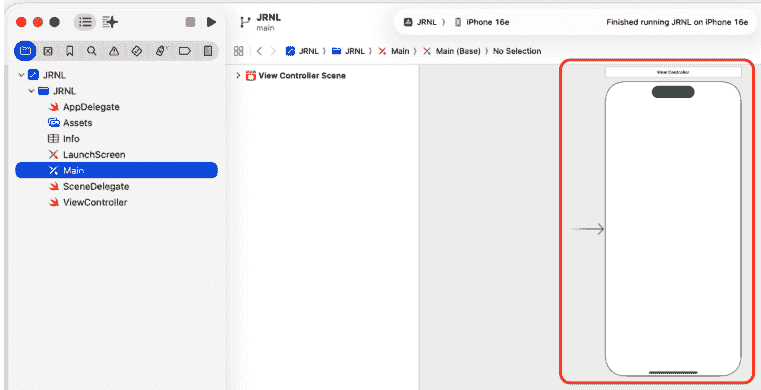 JRNL
main
JRNL
iPhone 16e
Finished running JRNL on iPhone 16e
JRNL
JRNL
Main
Main (Base)
No Selection
JRNL
JRNL
AppDelegate
Assets
Info
LaunchScreen
Main
SceneDelegate
ViewController
View Controller Scene
View Controller